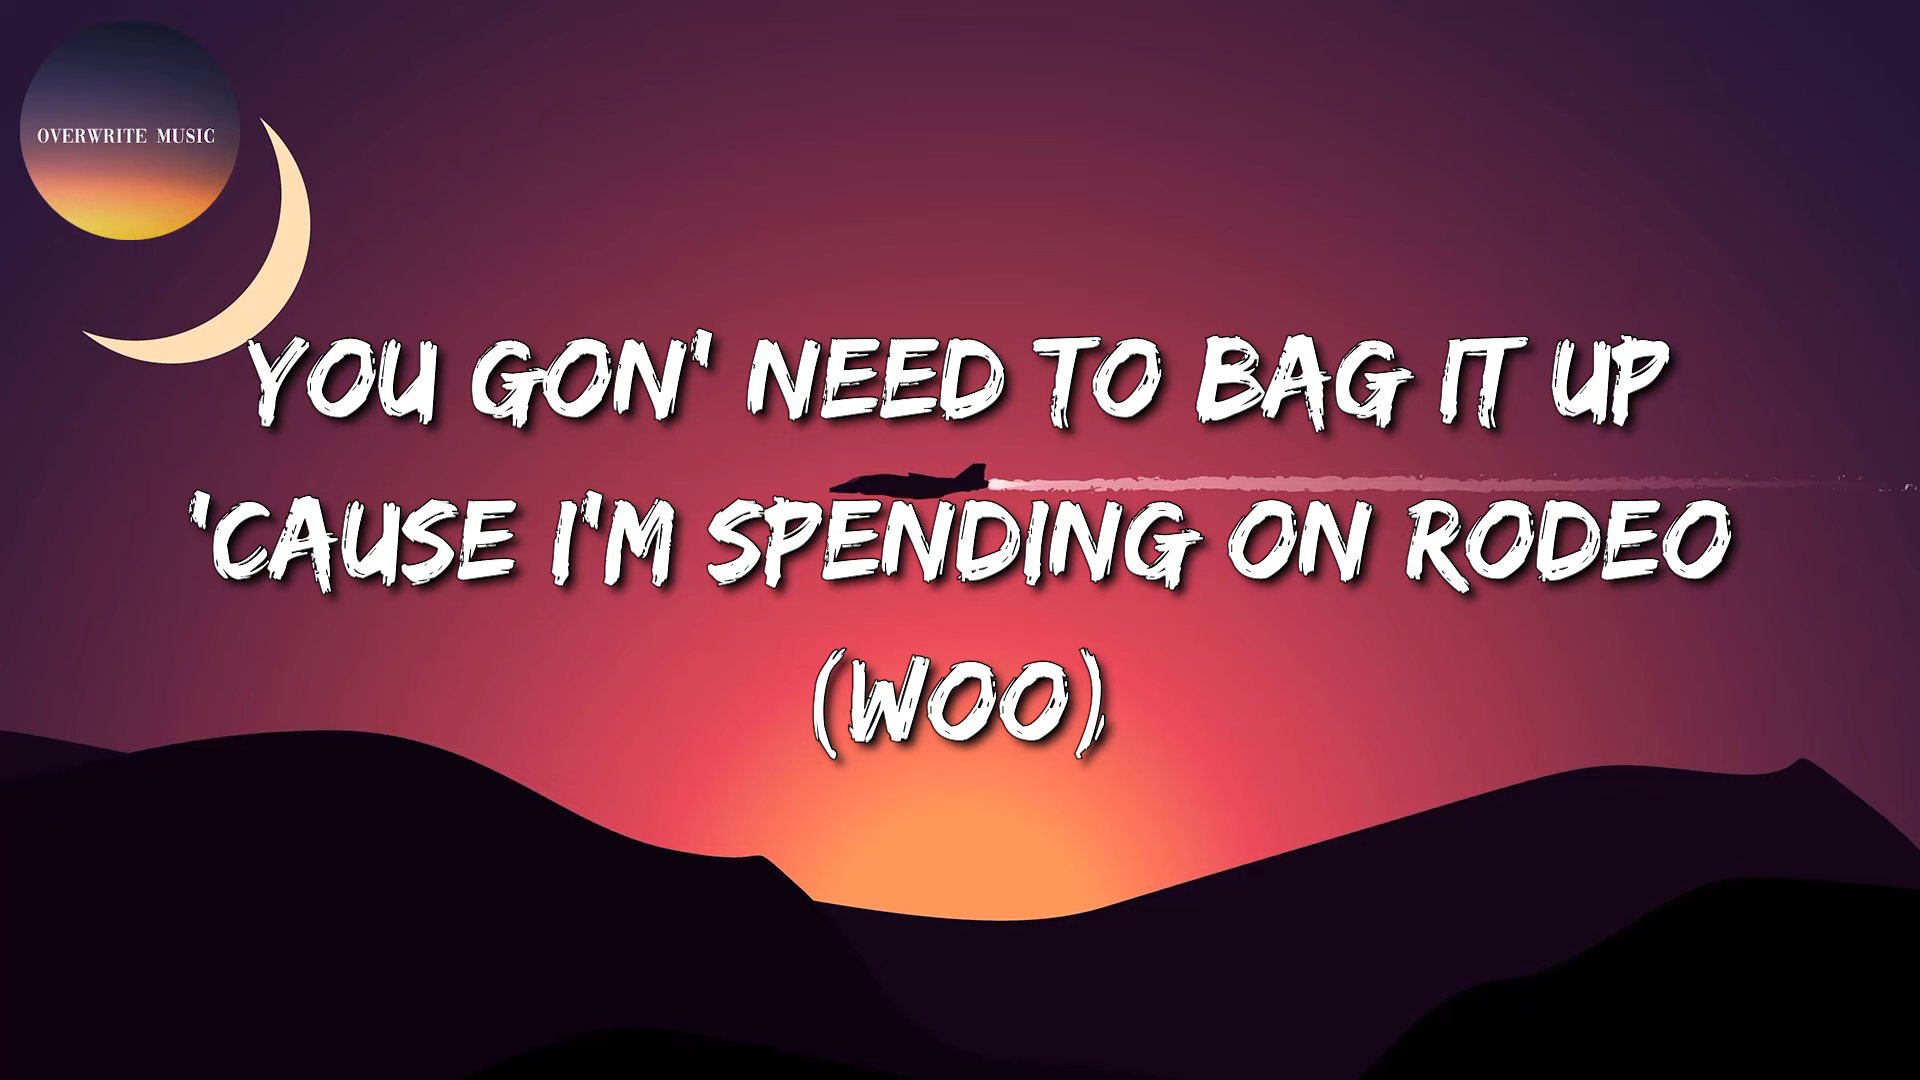 OVERWRITE MUSIC
YOU GON' NEED TO BAG IT UP
'CAUSE I'M SPENDING ON RODEO
(WOO)